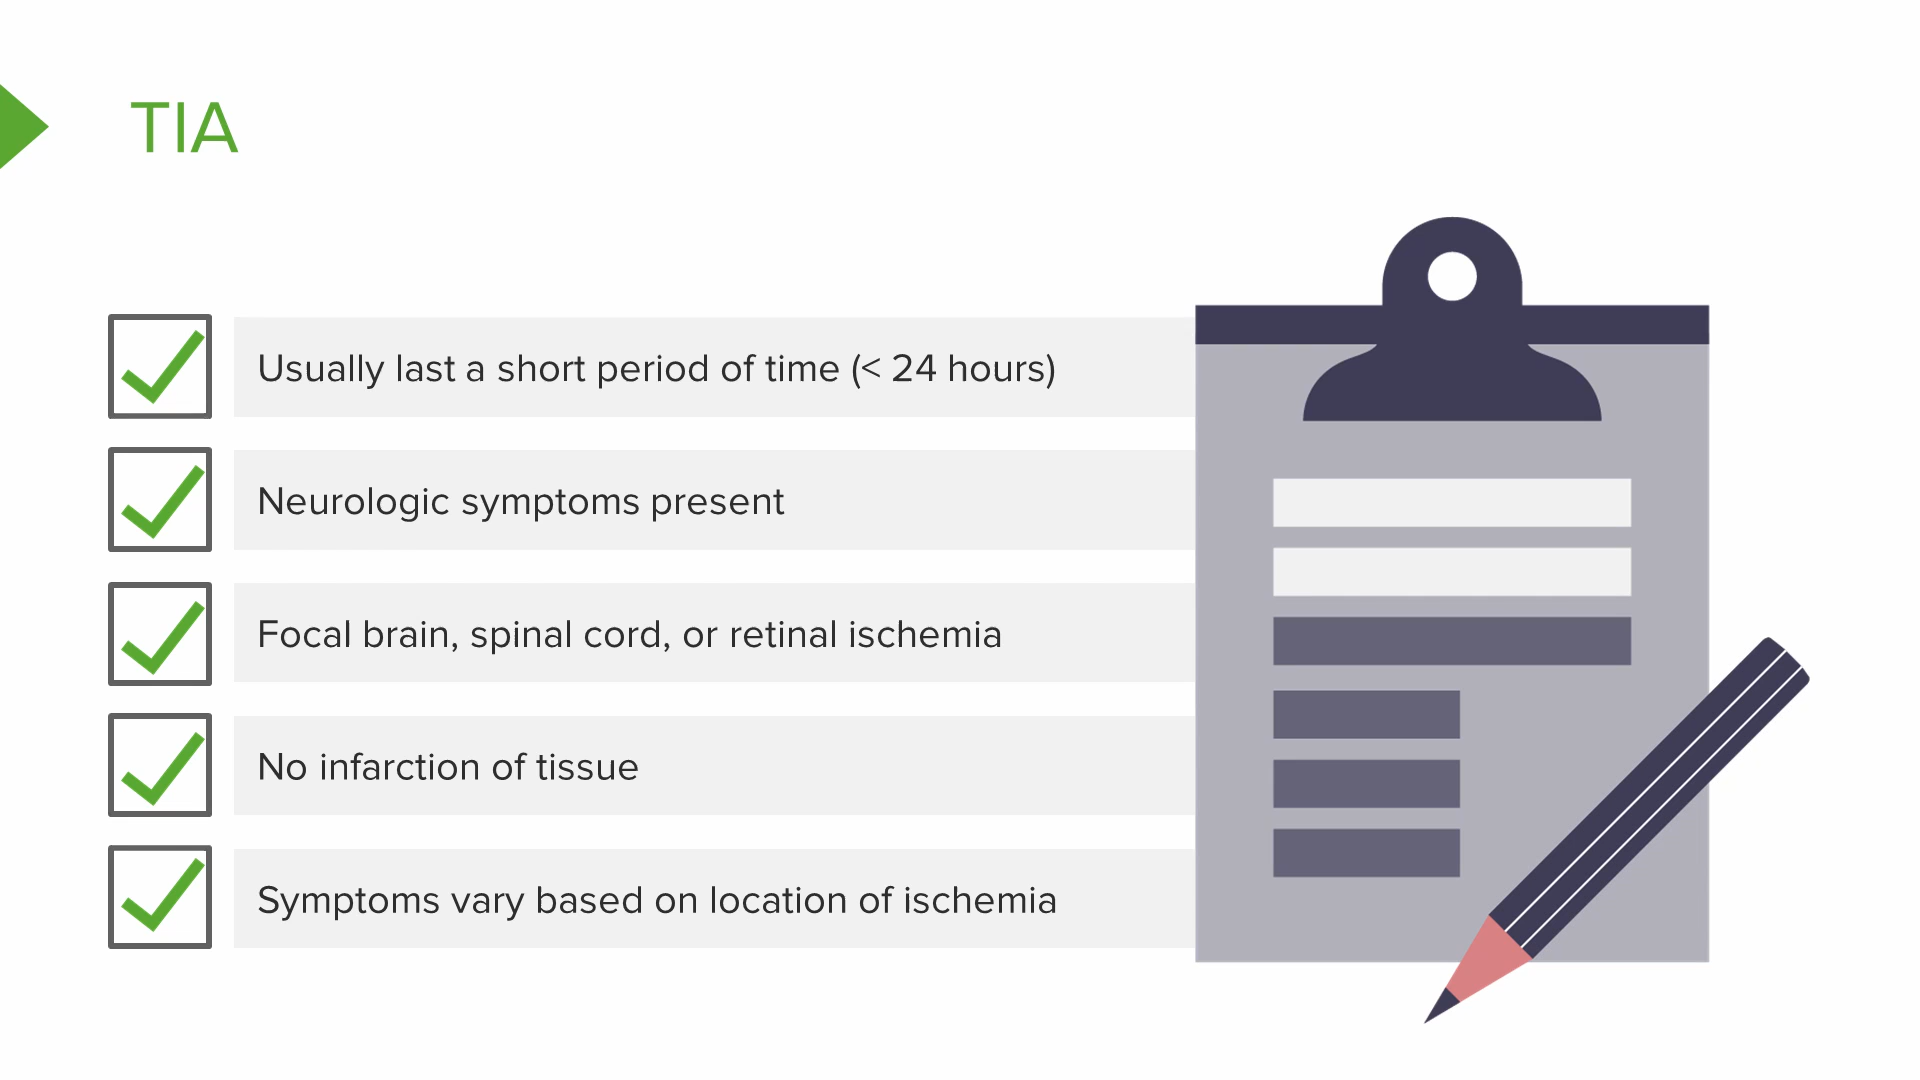 TIA
Usually last a short period of time (< 24 hours)
Neurologic symptoms present
Focal brain, spinal cord, or retinal ischemia
No infarction of tissue
Symptoms vary based on location of ischemia